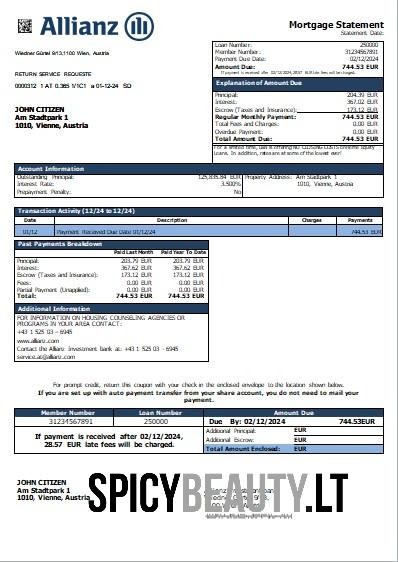 Allianz
Mortgage Statement
Statement Date:
Wiedner Gürtel 9/13,1100 Wien, Austria
Loan Number: 250000
Member Number: 31234567891
Payment Due Date: 02/12/2024
Amount Due: 744.53 EUR
If payment is received after 02/12/2024, 28.57 EUR late fee will be charged.
RETURN SERVICE REQUESTE
0000312 1 AT 0.365 1/1C1 a 01-12-24 SQ
Explanation of Amount Due
Principal: 204.39 EUR
Interest: 367.02 EUR
Escrow (Taxes and Insurance): 173.12 EUR
Regular Monthly Payment: 744.53 EUR
Total Fees and Charges: 0.00 EUR
Overdue Payment: 0.00 EUR
Total Amount Due: 744.53 EUR
JOHN CITIZEN
Am Stadtpark 1
1010, Vienne, Austria
For a limited time, Gall is offering NO CLOSING COSTS on Home Equity
Loans. In addition, rates are at some of the lowest ever!
Account Information
Outstanding Principal: 125,835.84 EUR
Interest Rate: 3.500%
Prepayment Penalty: No
Property Address: Am Stadtpark 1
1010, Vienne, Austria
Transaction Activity (12/24 to 12/24)
Date Description Charges Payments
01/12 Payment Received Due Date 01/12/24 744.53 EUR
Past Payments Breakdown
Paid Last Month Paid Year To Date
Principal: 203.79 EUR 203.79 EUR
Interest: 367.62 EUR 367.62 EUR
Escrow (Taxes and Insurance): 173.12 EUR 173.12 EUR
Fees: 0.00 EUR 0.00 EUR
Partial Payment (Unapplied): 0.00 EUR 0.00 EUR
Total: 744.53 EUR 744.53 EUR
Additional Information
FOR INFORMATION ON HOUSING COUNSELING AGENCIES OR
PROGRAMS IN YOUR AREA CONTACT:
+43 1 525 03 - 6945
www.allianz.com
Contact the Allianz Investment bank at: +43 1 525 03 - 6945
service.at@allianz.com
For prompt credit, return this coupon with your check in the enclosed envelope to the location shown below.
If you are set up with auto payment transfer from your share account, you do not need to mail your
payment.
Member Number Loan Number Amount Due
31234567891 250000 Due By: 02/12/2024 744.53EUR
If payment is received after 02/12/2024,
28.57 EUR late fees will be charged.
Additional Principal: EUR
Additional Escrow: EUR
Total Amount Enclosed: EUR
JOHN CITIZEN
Am Stadtpark 1
1010, Vienne, Austria
SPICYBEAUTY.LT